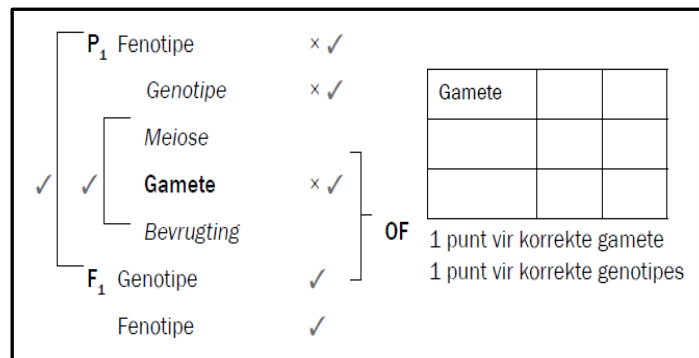 P₁ Fenotipe × ✓
Genotipe × ✓
Meiose
✓ ✓ Gamete × ✓
Bevrugting
F₁ Genotipe ✓
Fenotipe ✓
OF
Gamete
1 punt vir korrekte gamete
1 punt vir korrekte genotipes